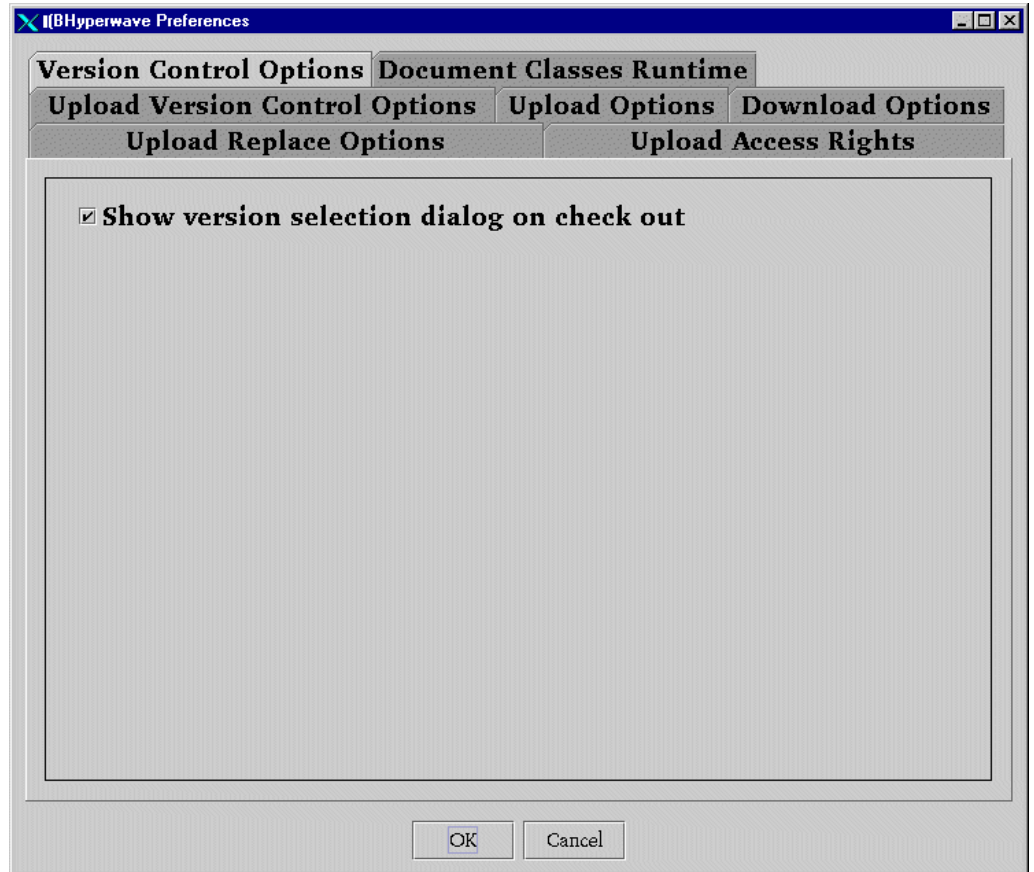 I(BHyperwave Preferences
Version Control Options Document Classes Runtime
Upload Version Control Options Upload Options Download Options
Upload Replace Options Upload Access Rights
Show version selection dialog on check out
OK Cancel